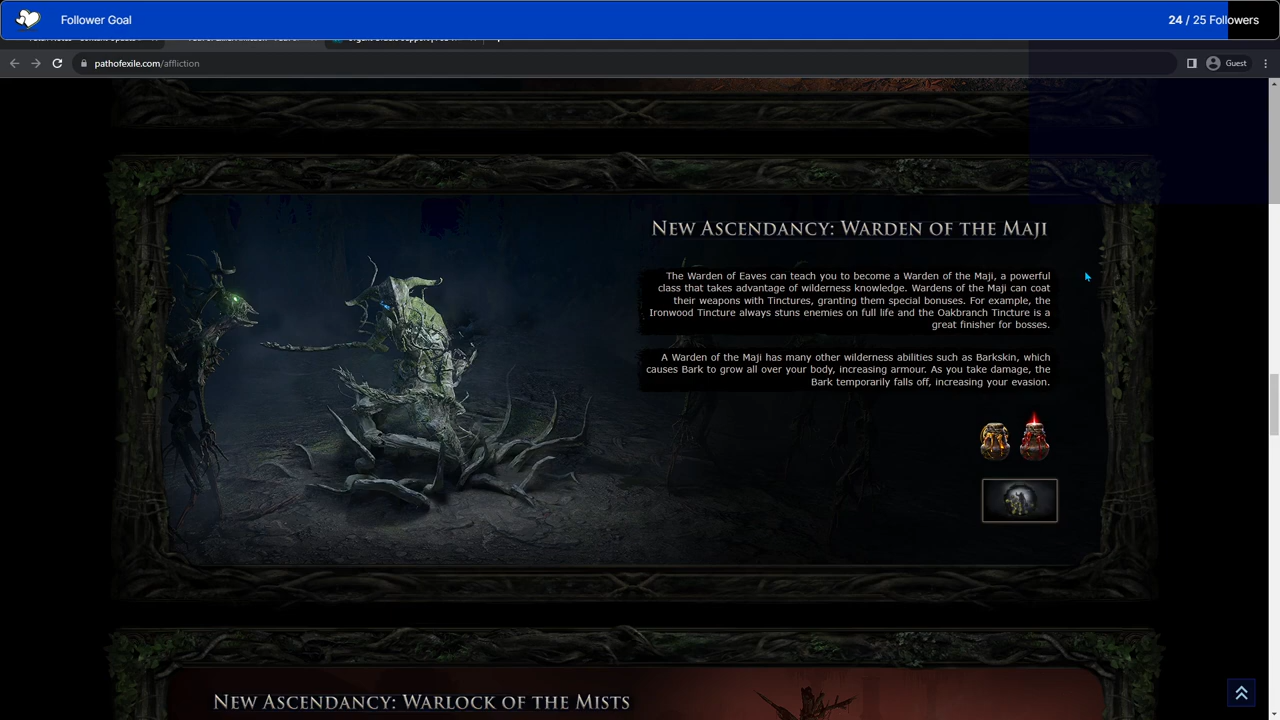 Follower Goal
24 / 25 Followers
pathofexile.com/affliction
Guest
New Ascendancy: Warden of the Maji
The Warden of Eaves can teach you to become a Warden of the Maji, a powerful
class that takes advantage of wilderness knowledge. Wardens of the Maji can coat
their weapons with Tinctures, granting them special bonuses. For example, the
Ironwood Tincture always stuns enemies on full life and the Oakbranch Tincture is a
great finisher for bosses.
A Warden of the Maji has many other wilderness abilities such as Barkskin, which
causes Bark to grow all over your body, increasing armour. As you take damage, the
Bark temporarily falls off, increasing your evasion.
New Ascendancy: Warlock of the Mists